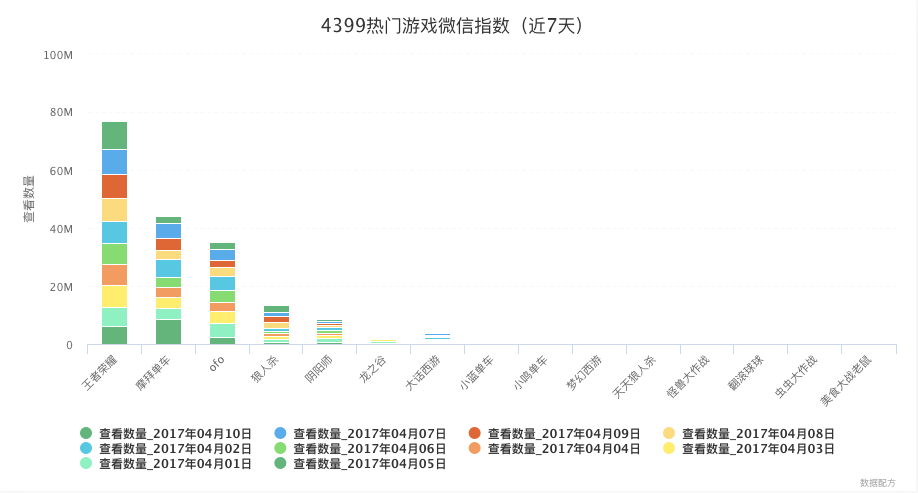 4399热门游戏微信指数（近7天）
100M
80M
60M
40M
20M
0
查看数量
王者荣耀
摩拜单车
ofo
狼人杀
阴阳师
龙之谷
大话西游
小蓝单车
小鸣单车
梦幻西游
天天狼人杀
怪兽大作战
翻滚球球
虫虫大作战
美食大战老鼠
查看数量_2017年04月10日 查看数量_2017年04月07日 查看数量_2017年04月09日 查看数量_2017年04月08日
查看数量_2017年04月02日 查看数量_2017年04月06日 查看数量_2017年04月04日 查看数量_2017年04月03日
查看数量_2017年04月01日 查看数量_2017年04月05日
数据配方